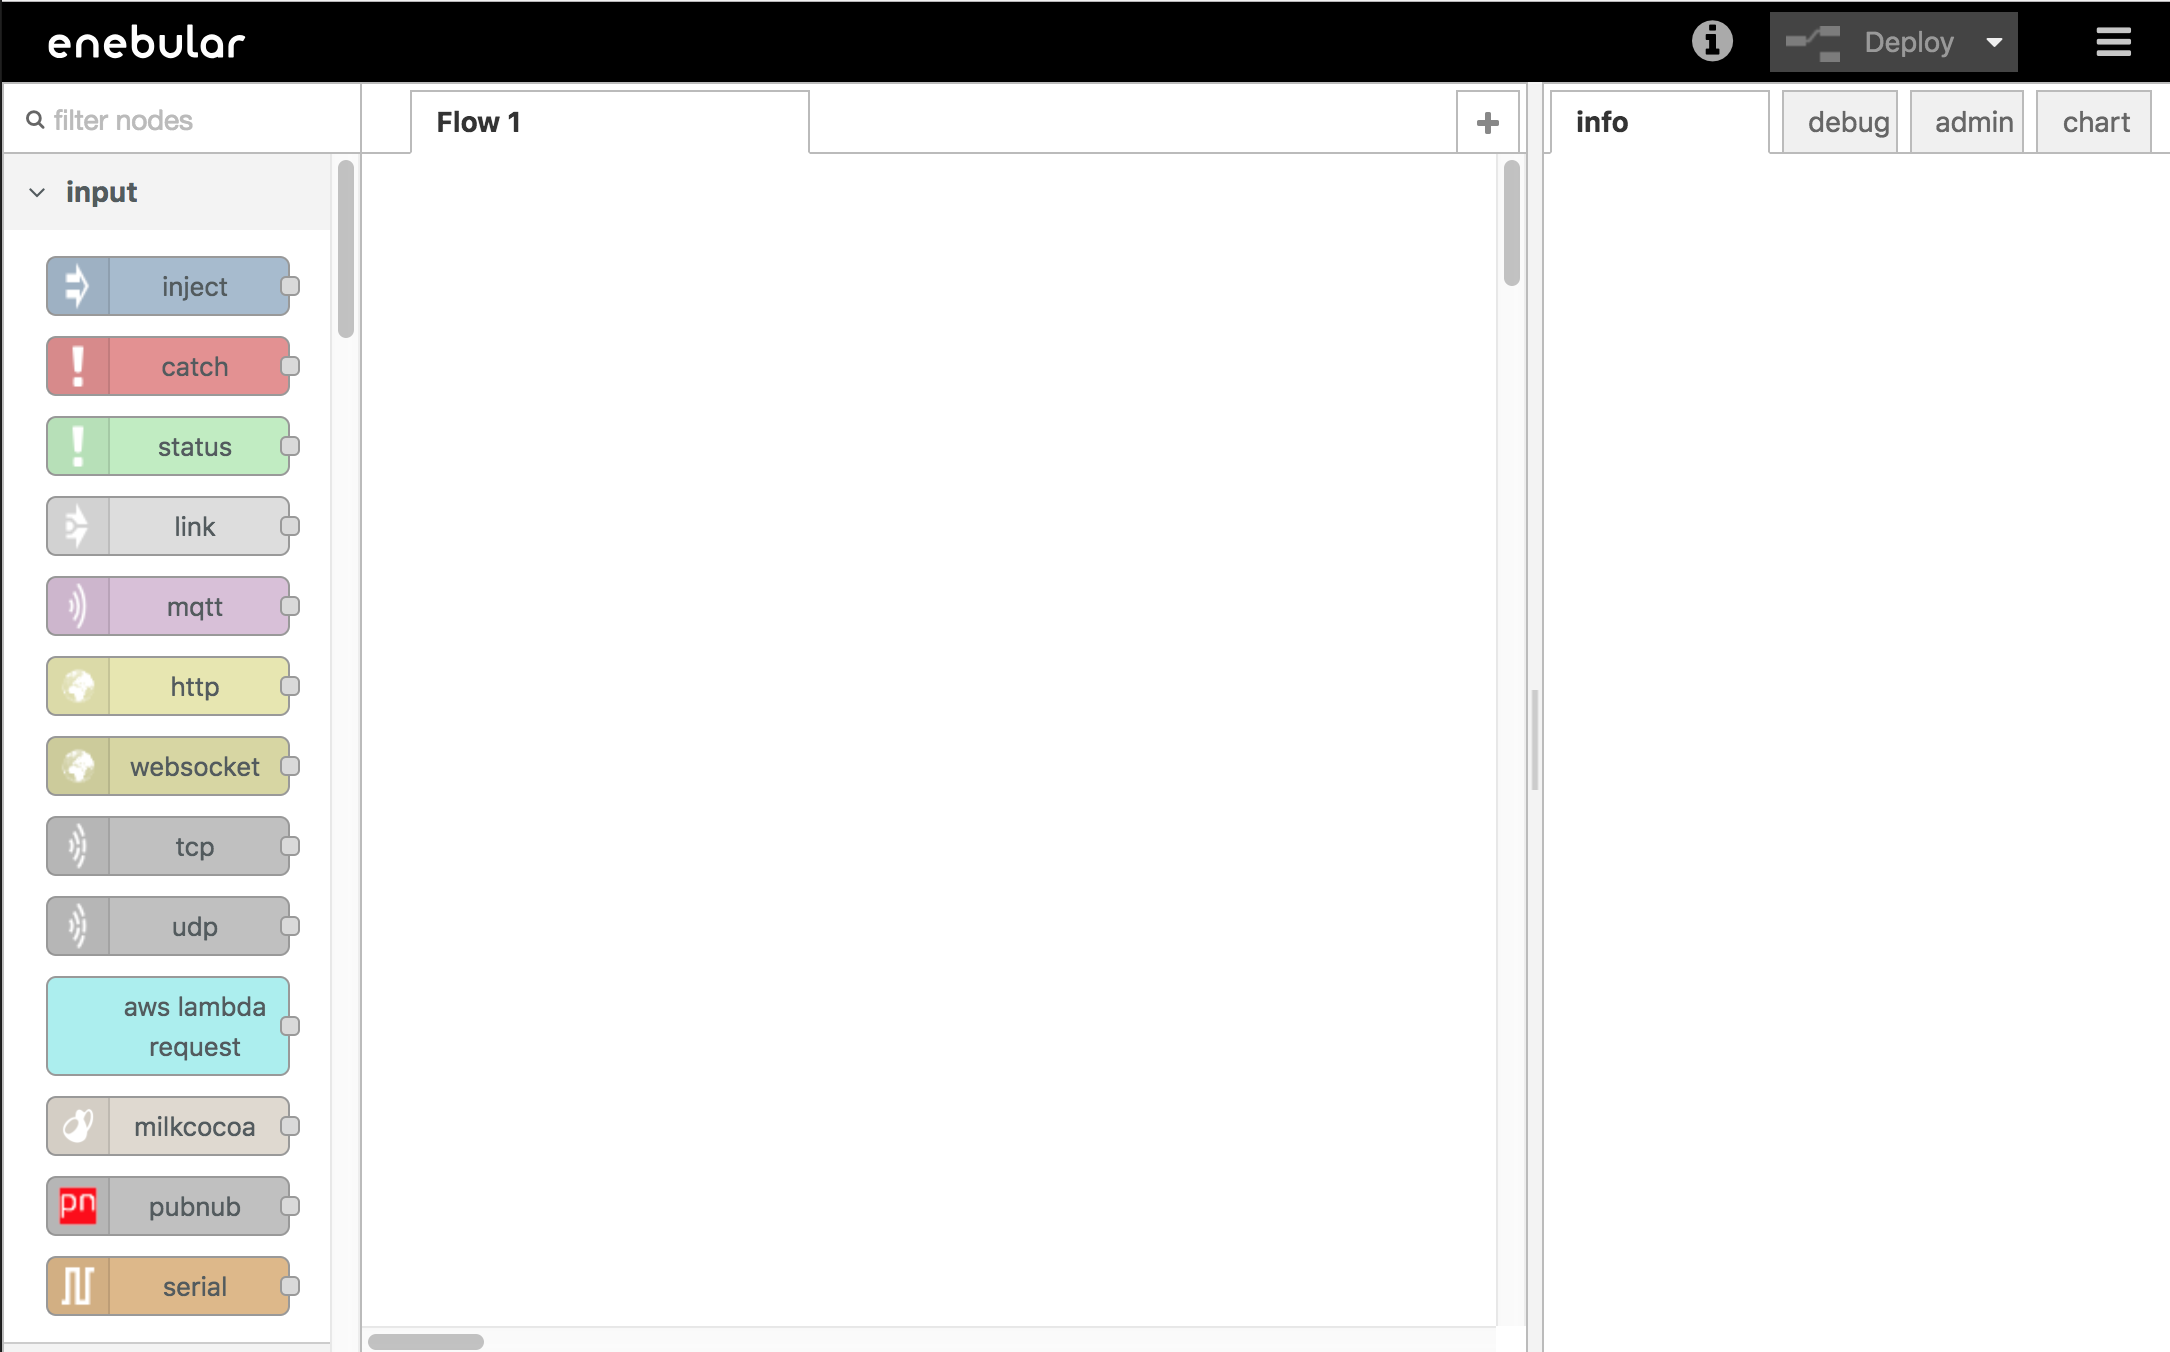 enebular
Deploy
filter nodes
Flow 1
info
debug
admin
chart
input
inject
catch
status
link
mqtt
http
websocket
tcp
udp
aws lambda
request
milkcocoa
pn
pubnub
serial